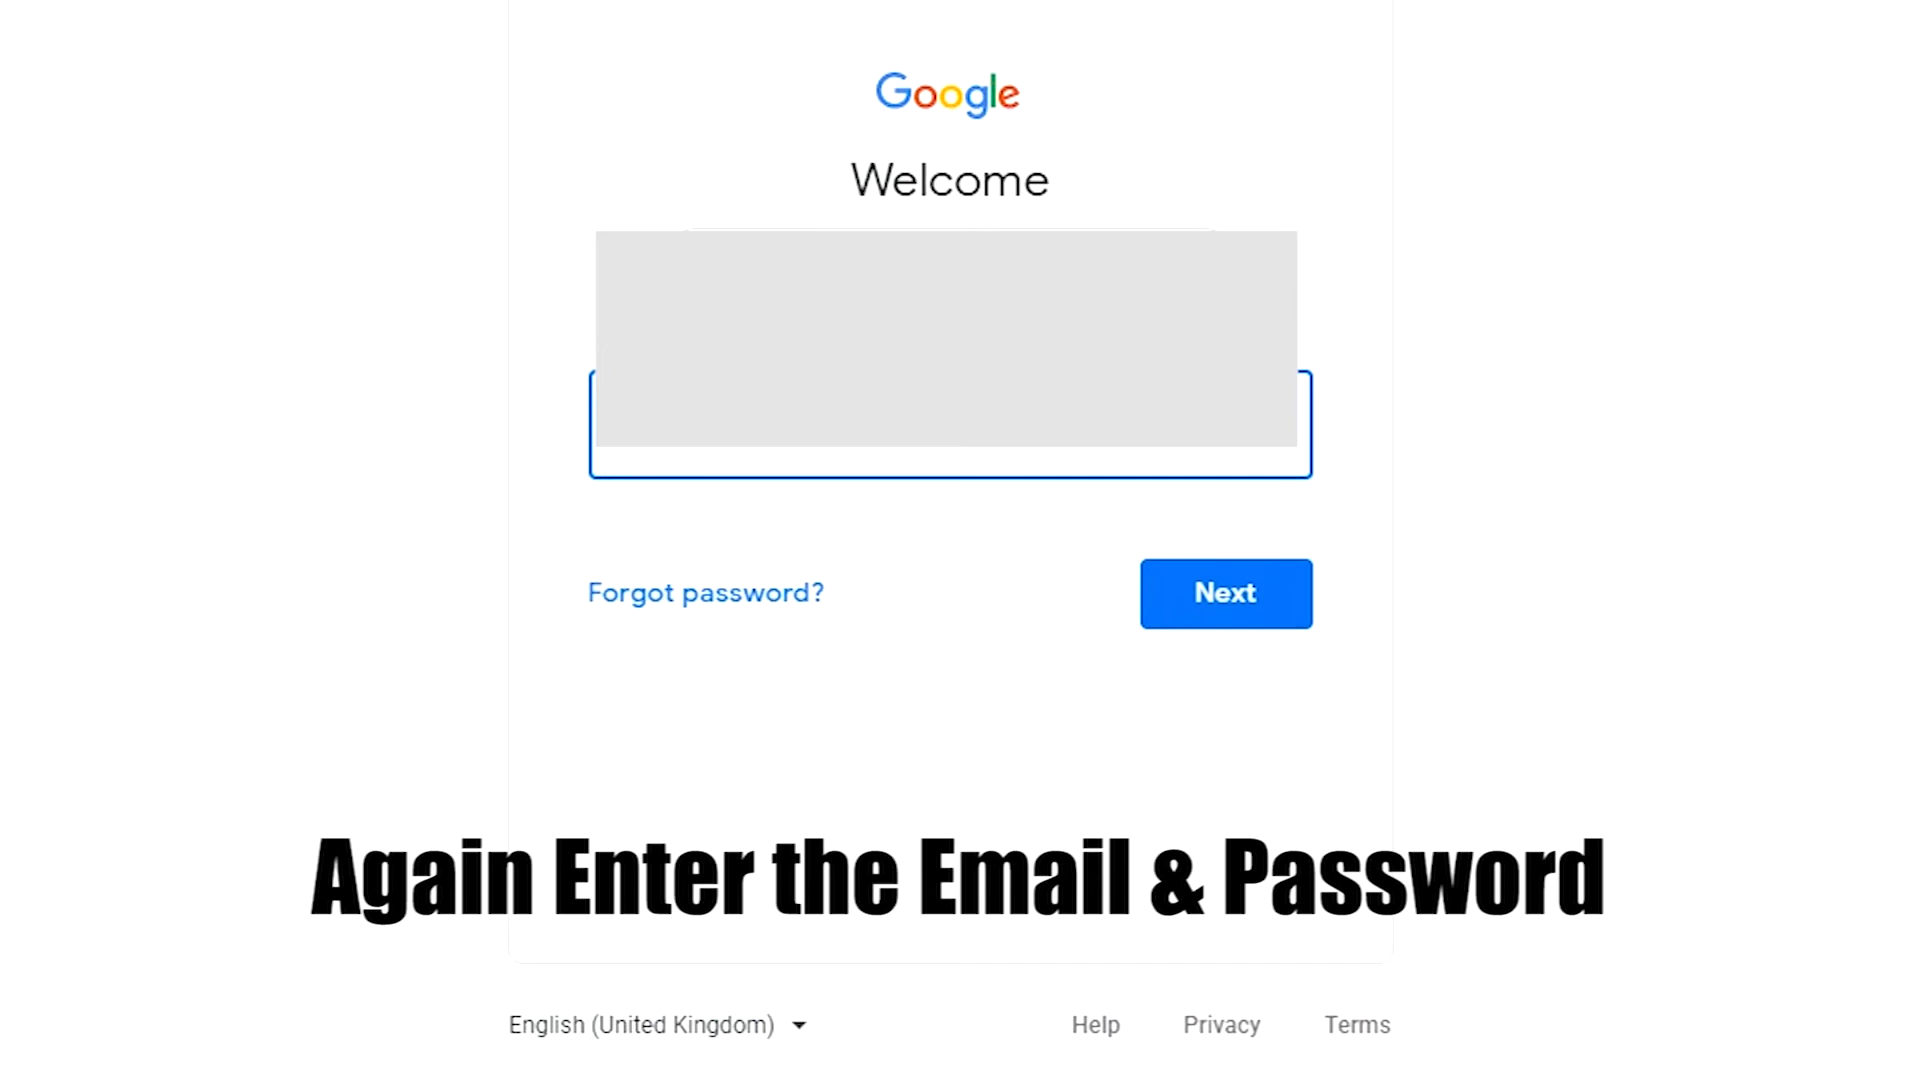 Google
Welcome
Forgot password?
Next
Again Enter the Email & Password
English (United Kingdom)
Help Privacy Terms